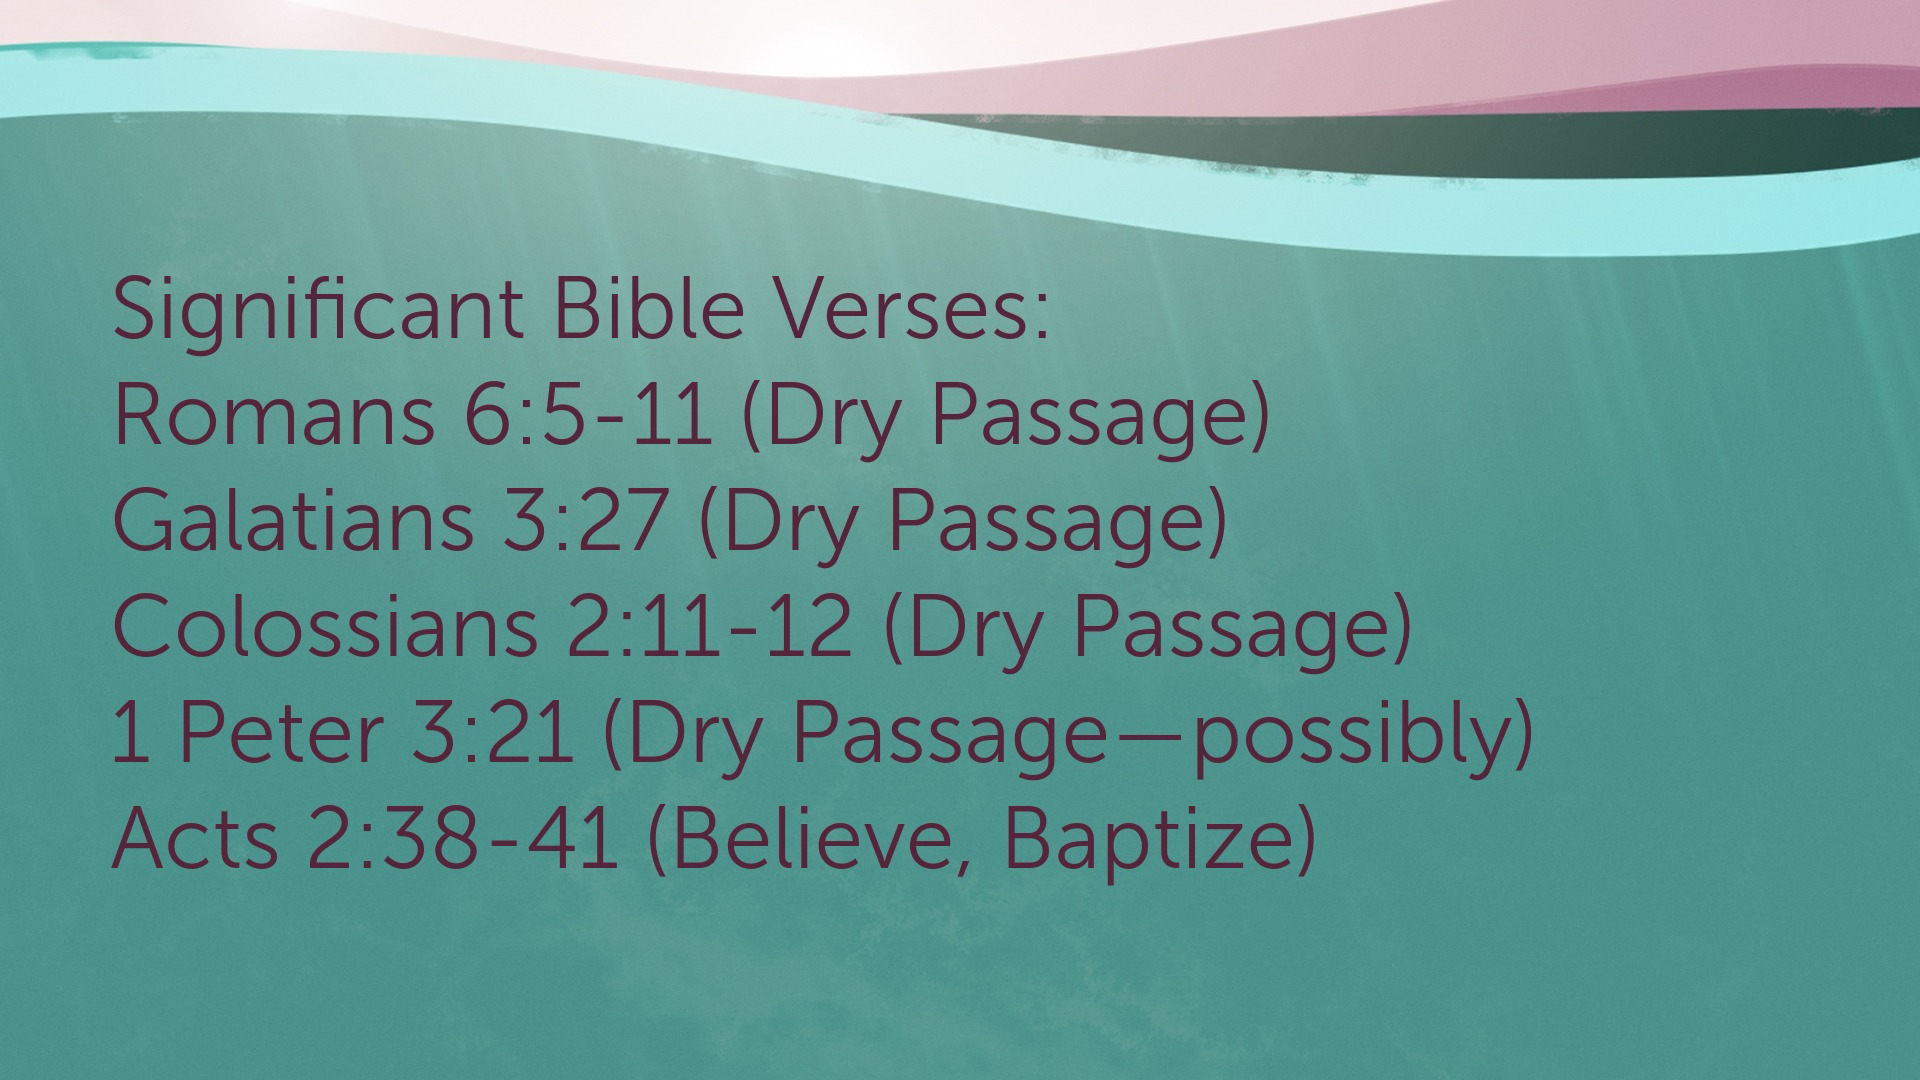 Significant Bible Verses:
Romans 6:5-11 (Dry Passage)
Galatians 3:27 (Dry Passage)
Colossians 2:11-12 (Dry Passage)
1 Peter 3:21 (Dry Passage—possibly)
Acts 2:38-41 (Believe, Baptize)